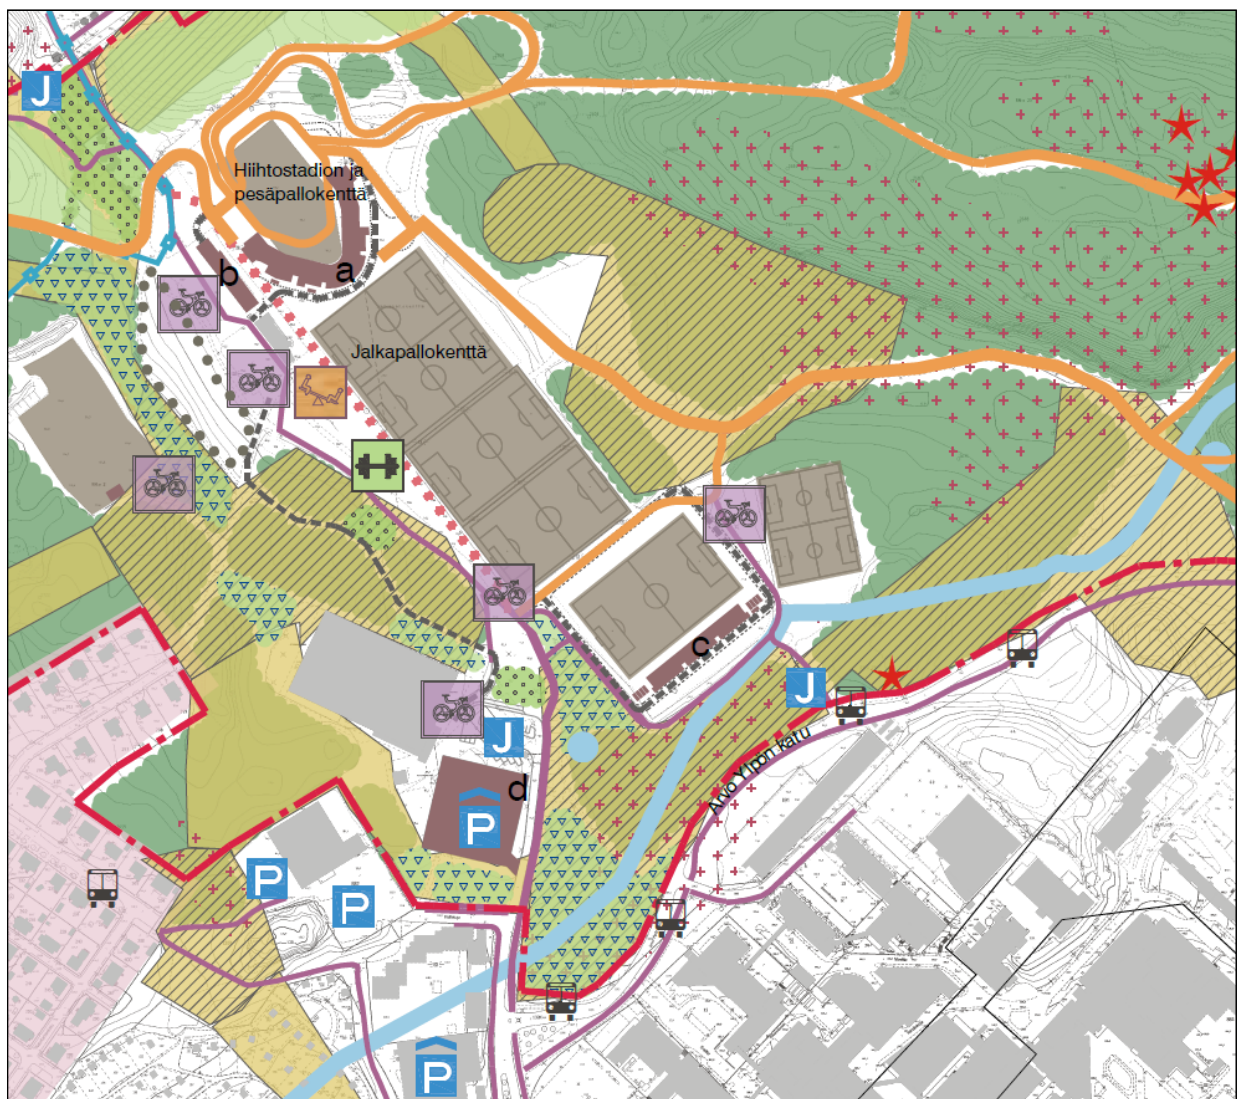 J
Hiihtostadion ja
pesäpallokenttä
b
a
Jalkapallokenttä
c
J
J
Arvo Ylpön katu
d
P
P
P
P